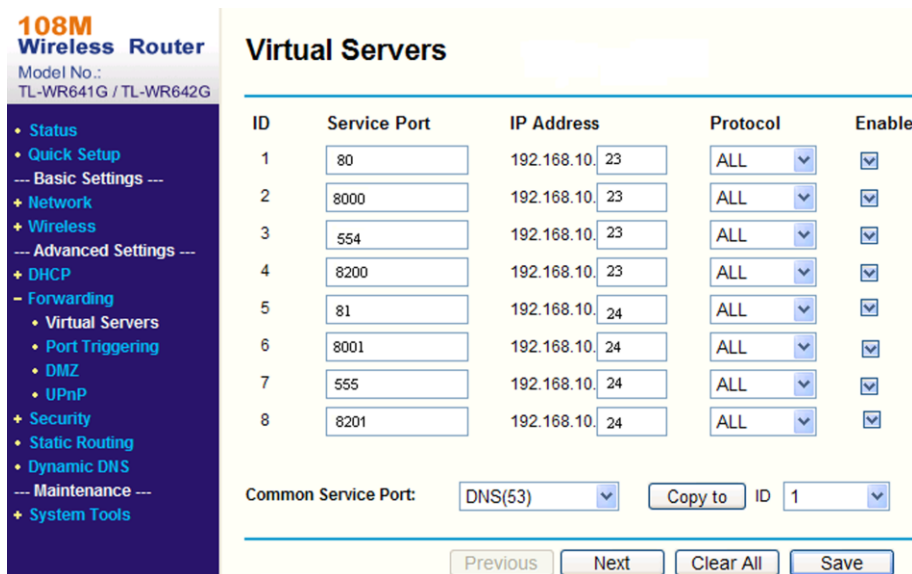 108M
Wireless Router
Model No.:
TL-WR641G / TL-WR642G
• Status
• Quick Setup
--- Basic Settings ---
+ Network
+ Wireless
--- Advanced Settings ---
+ DHCP
− Forwarding
• Virtual Servers
• Port Triggering
• DMZ
• UPnP
+ Security
• Static Routing
• Dynamic DNS
--- Maintenance ---
+ System Tools
Virtual Servers
ID Service Port IP Address Protocol Enable
1 80 192.168.10. 23 ALL
2 8000 192.168.10. 23 ALL
3 554 192.168.10. 23 ALL
4 8200 192.168.10. 23 ALL
5 81 192.168.10. 24 ALL
6 8001 192.168.10. 24 ALL
7 555 192.168.10. 24 ALL
8 8201 192.168.10. 24 ALL
Common Service Port: DNS(53) Copy to ID 1
Previous Next Clear All Save